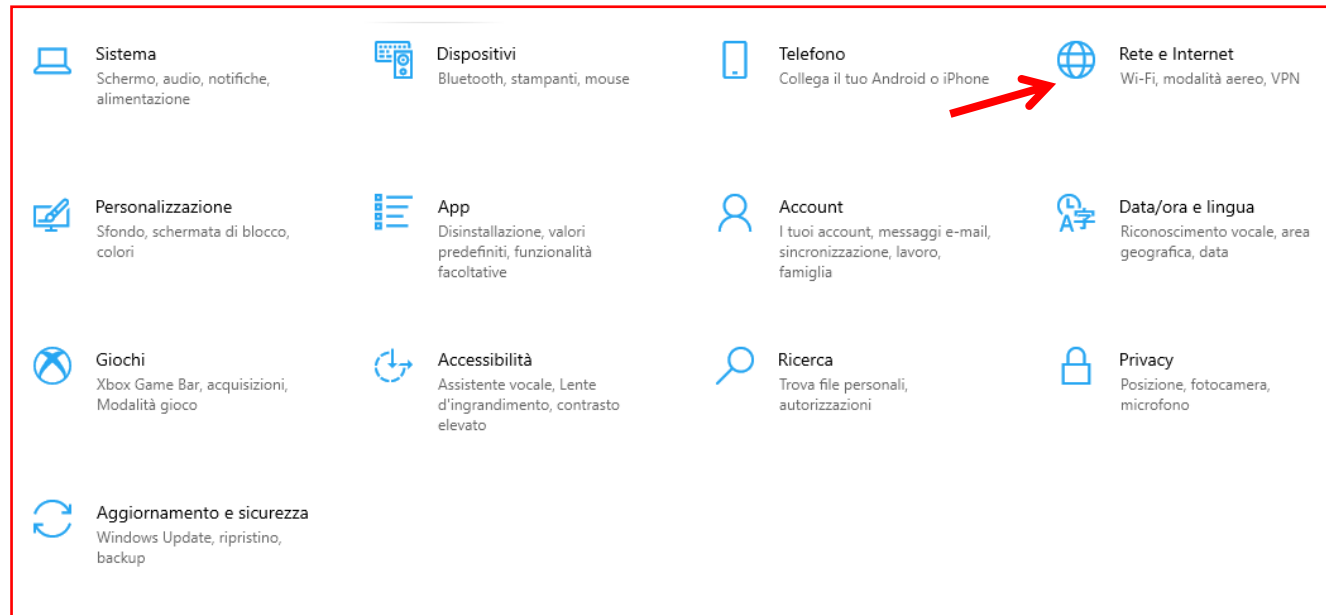 Sistema
Schermo, audio, notifiche,
alimentazione
Dispositivi
Bluetooth, stampanti, mouse
Telefono
Collega il tuo Android o iPhone
Rete e Internet
Wi-Fi, modalità aereo, VPN
Personalizzazione
Sfondo, schermata di blocco,
colori
App
Disinstallazione, valori
predefiniti, funzionalità
facoltative
Account
I tuoi account, messaggi e-mail,
sincronizzazione, lavoro,
famiglia
Data/ora e lingua
Riconoscimento vocale, area
geografica, data
Giochi
Xbox Game Bar, acquisizioni,
Modalità gioco
Accessibilità
Assistente vocale, Lente
d'ingrandimento, contrasto
elevato
Ricerca
Trova file personali,
autorizzazioni
Privacy
Posizione, fotocamera,
microfono
Aggiornamento e sicurezza
Windows Update, ripristino,
backup